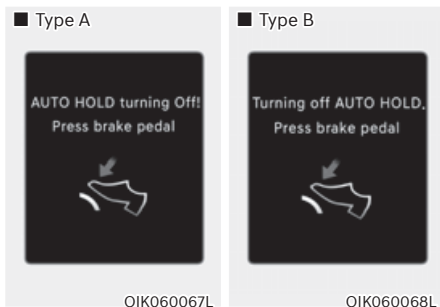 ■ Type A
AUTO HOLD turning Off!
Press brake pedal
OIK060067L
■ Type B
Turning off AUTO HOLD.
Press brake pedal
OIK060068L